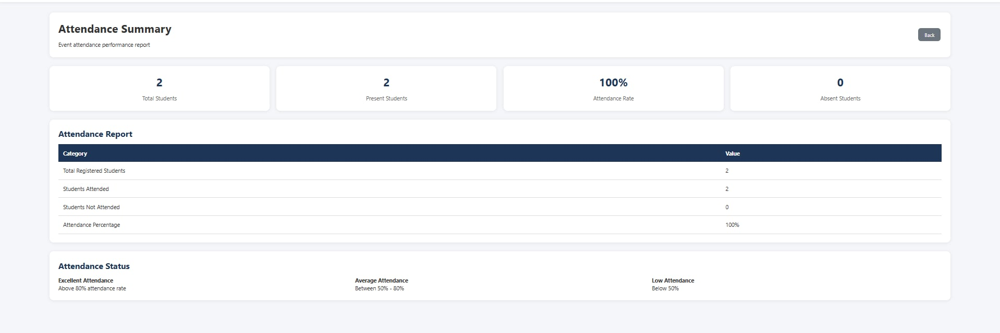 Attendance Summary
Event attendance performance report
Back
2
Total Students
2
Present Students
100%
Attendance Rate
0
Absent Students
Attendance Report
Category Value
Total Registered Students 2
Students Attended 2
Students Not Attended 0
Attendance Percentage 100%
Attendance Status
Excellent Attendance
Above 80% attendance rate
Average Attendance
Between 50% - 80%
Low Attendance
Below 50%